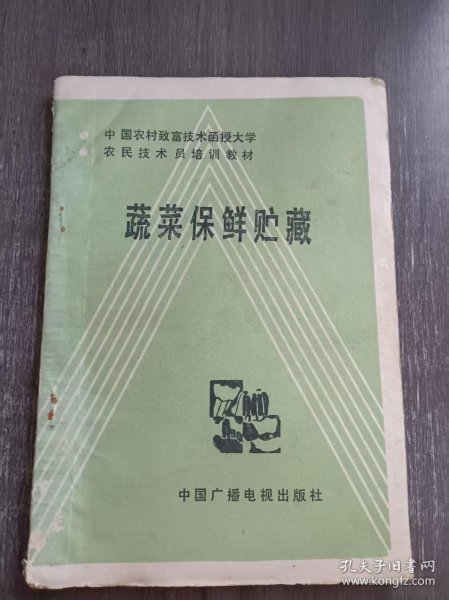 中国农村致富技术函授大学
农民技术员培训教材
蔬菜保鲜贮藏
中国广播电视出版社
孔夫子旧书网
www.kongfz.com